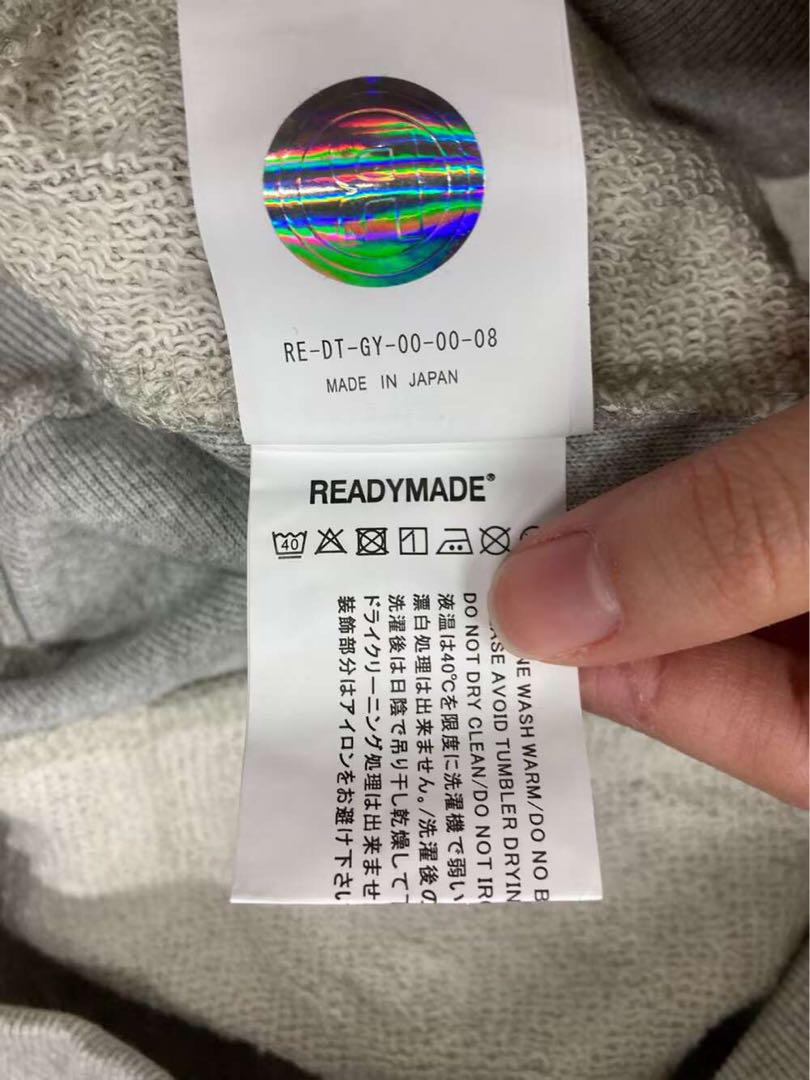 RE-DT-GY-00-00-08
MADE IN JAPAN
READYMADE®
40
NE WASH WARM/DO NO B
ASE AVOID TUMBLER DRYIN
DO NOT DRY CLEAN/DO NOT IR
液温は40℃を限度に洗濯機で弱い
漂白処理は出来ません。/洗濯後の
洗濯後は日陰で吊り干し乾燥して
ドライクリーニング処理は出来ませ
装飾部分はアイロンをお避け下さい